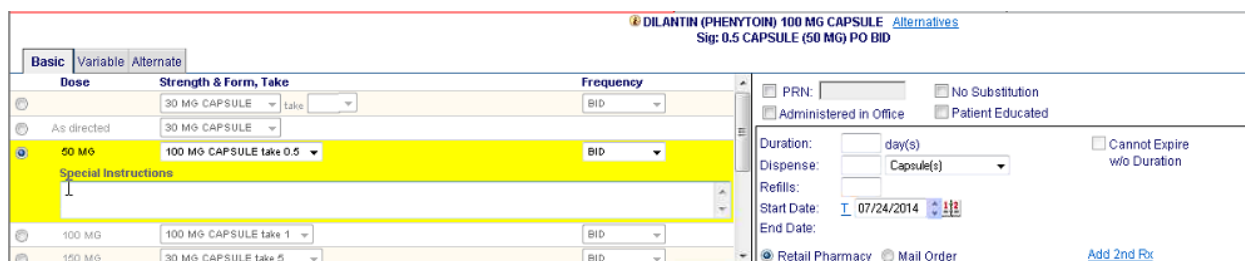 DILANTIN (PHENYTOIN) 100 MG CAPSULE Alternatives
Sig: 0.5 CAPSULE (50 MG) PO BID
Basic Variable Alternate
Dose Strength & Form, Take Frequency
30 MG CAPSULE take BID
As directed 30 MG CAPSULE
50 MG 100 MG CAPSULE take 0.5 BID
Special Instructions
100 MG 100 MG CAPSULE take 1 BID
150 MG 30 MG CAPSULE take 5 BID
PRN: No Substitution
Administered in Office Patient Educated
Duration: day(s) Cannot Expire
w/o Duration
Dispense: Capsule(s)
Refills:
Start Date: T 07/24/2014
End Date:
Retail Pharmacy Mail Order Add 2nd Rx